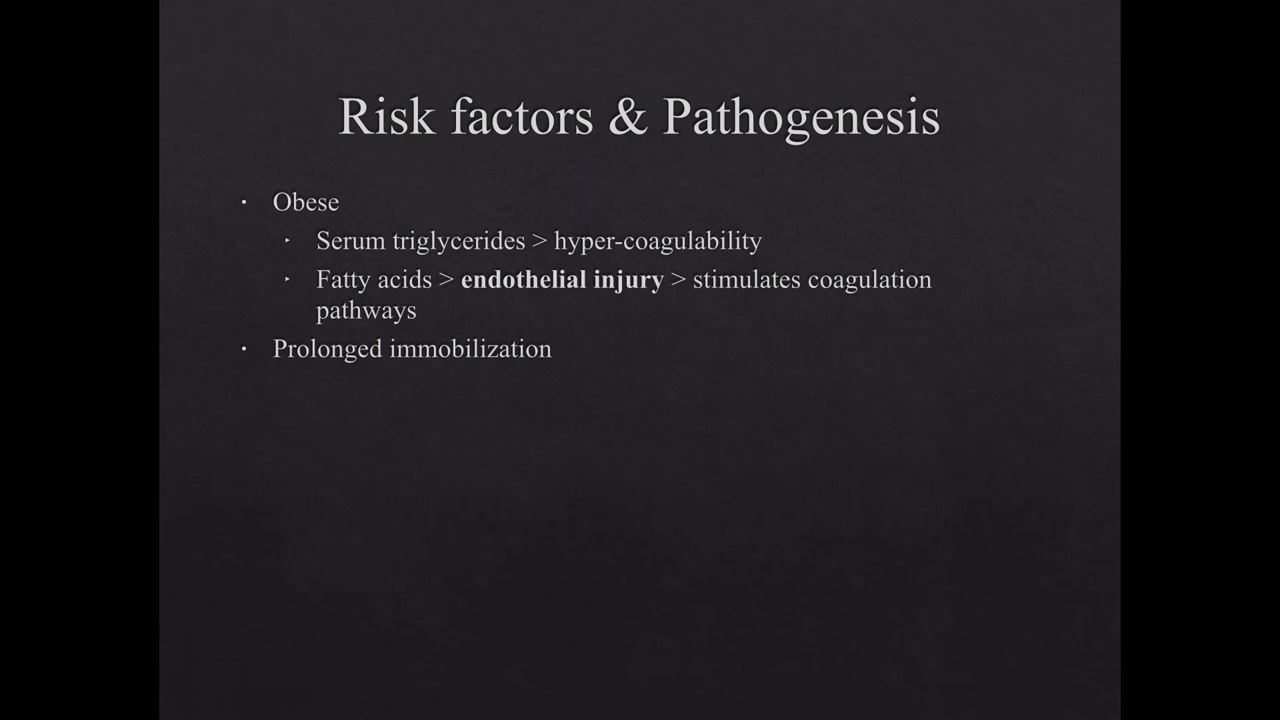 Risk factors & Pathogenesis
• Obese
‣ Serum triglycerides > hyper-coagulability
‣ Fatty acids > endothelial injury > stimulates coagulation
pathways
• Prolonged immobilization